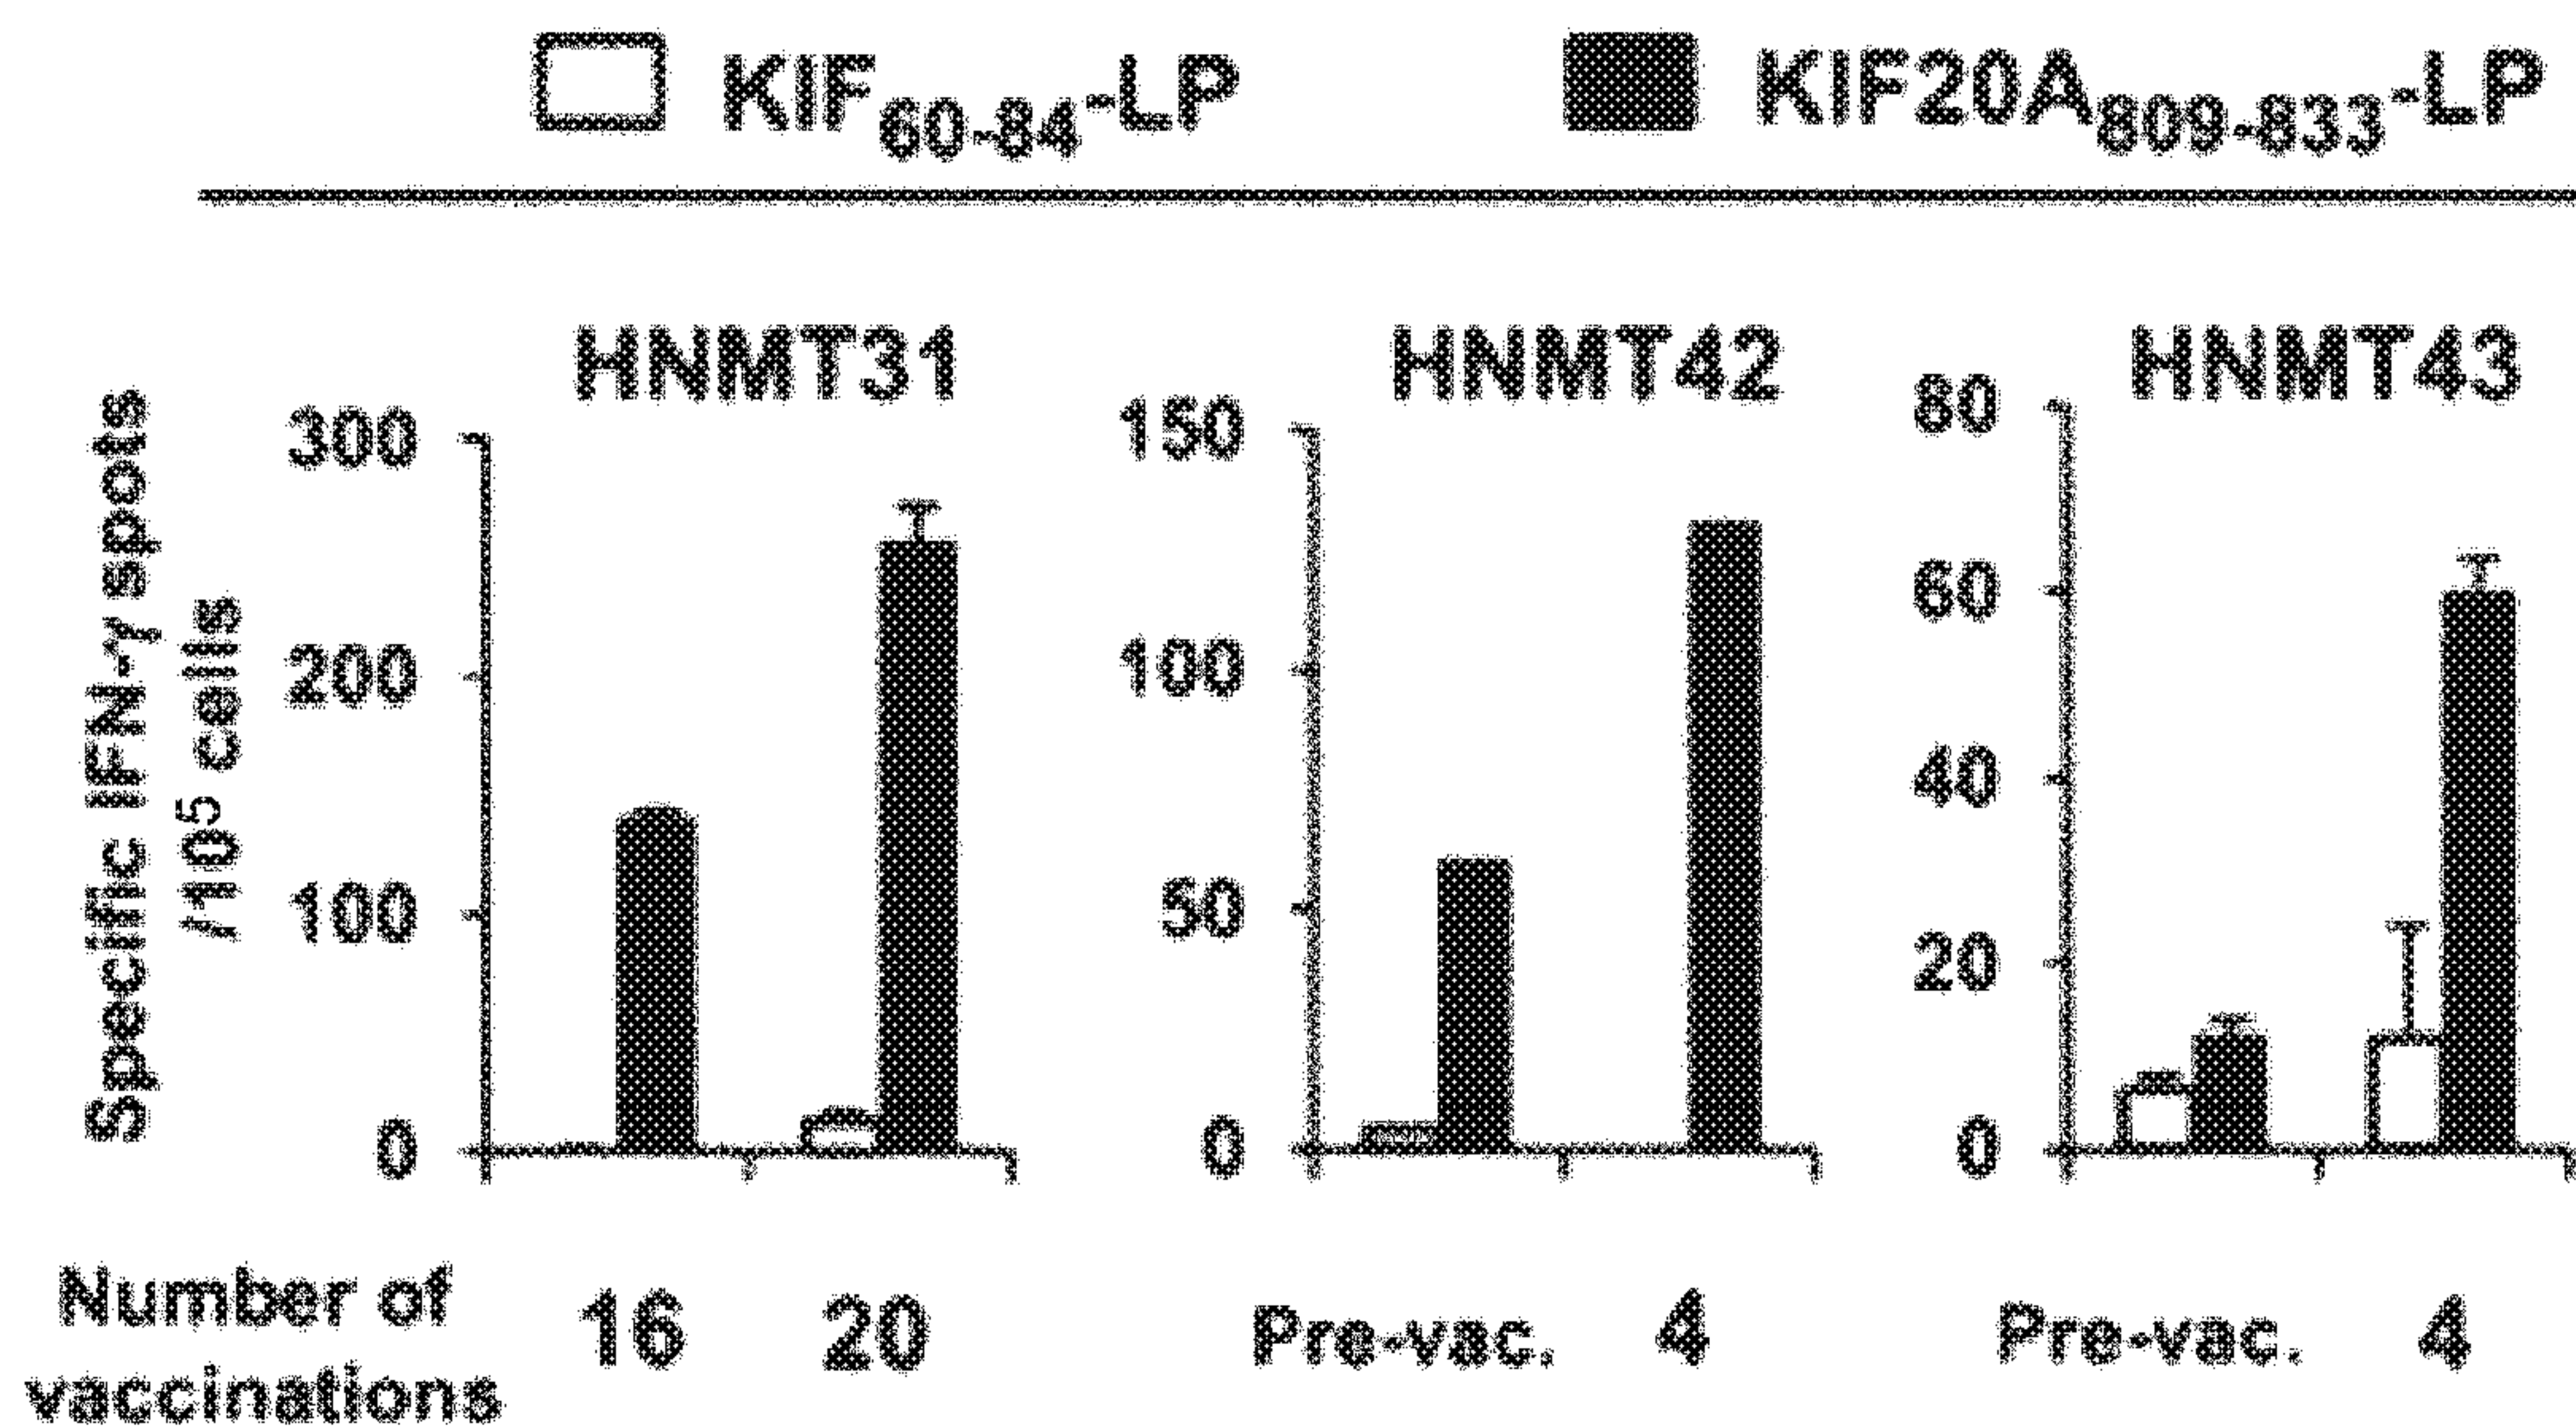 KIF60-84-LP KIF20A809-833-LP
HNMT31 HNMT42 HNMT43
Specific IFN-γ spots
/10⁵ cells
300
200
100
0
150
100
50
0
80
60
40
20
0
Number of
vaccinations
16 20 Pre-vac. 4 Pre-vac. 4